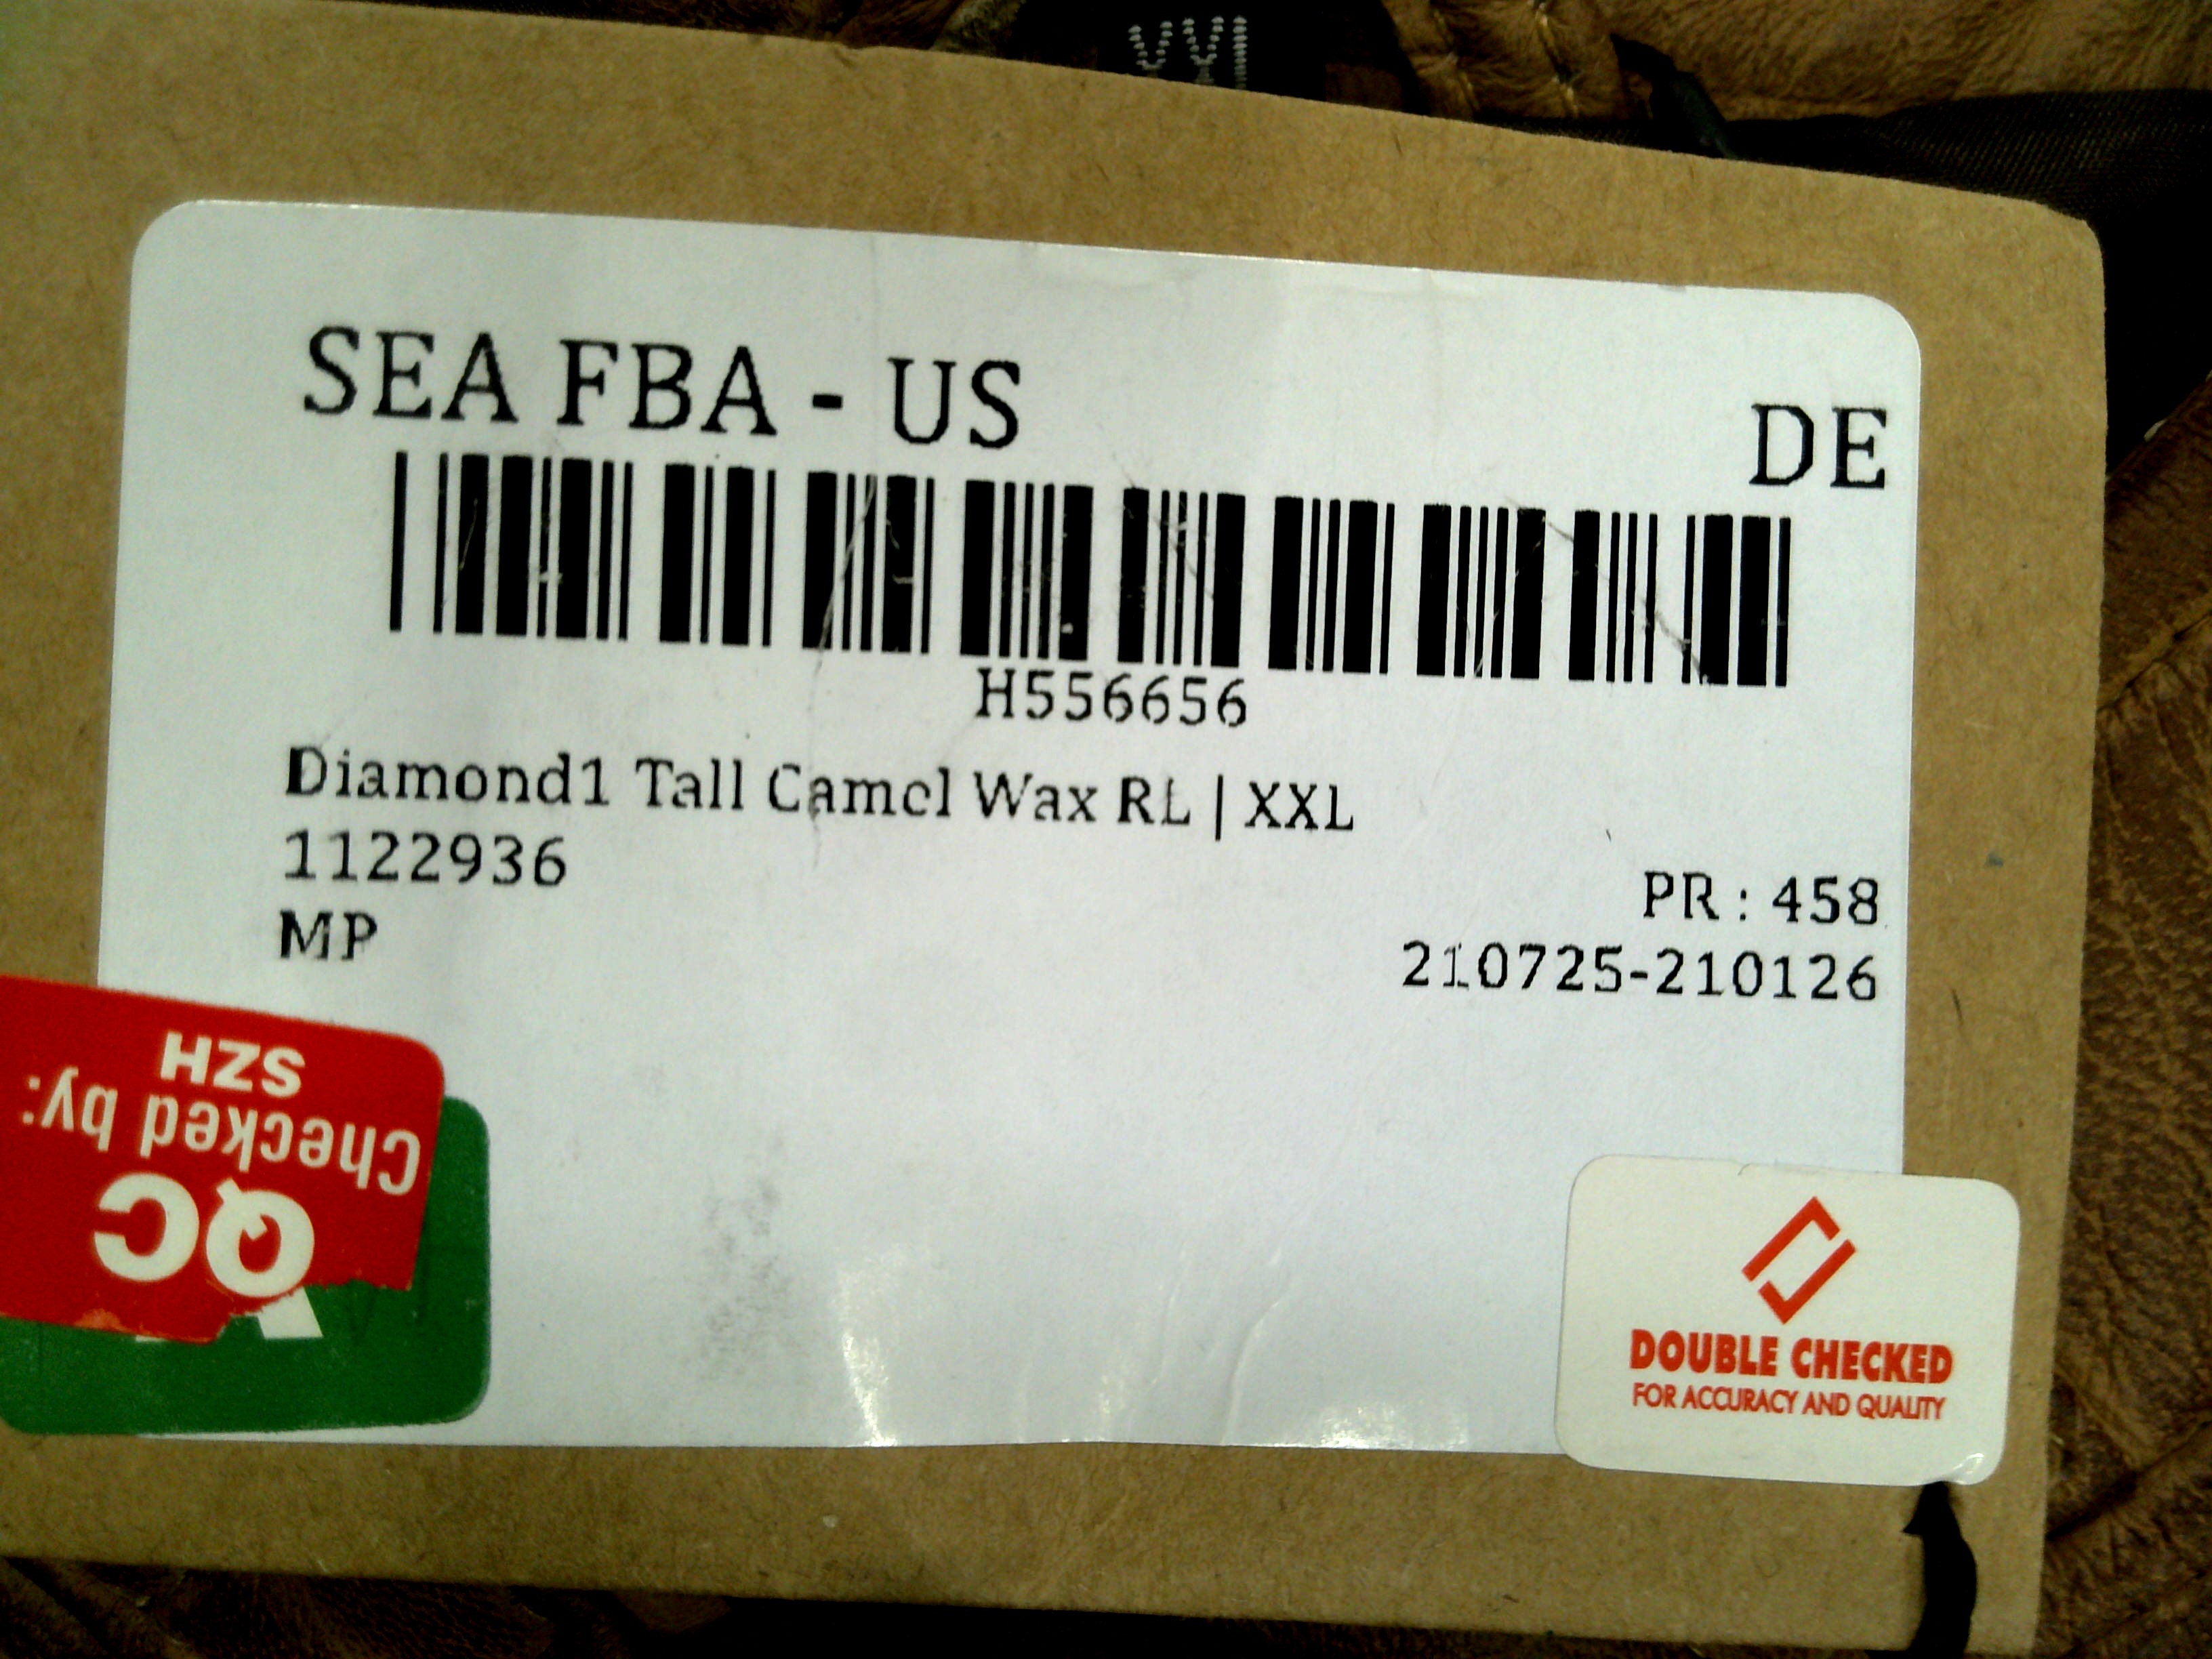 SEA FBA - US
DE
H556656
Diamond1 Tall Camel Wax RL | XXL
1122936
MP
PR : 458
210725-210126
QC
Checked by:
SZH
DOUBLE CHECKED
FOR ACCURACY AND QUALITY